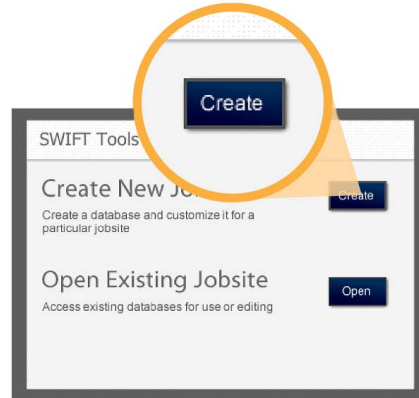 Create
SWIFT Tools
Create New Jo
Create
Create a database and customize it for a
particular jobsite
Open Existing Jobsite
Open
Access existing databases for use or editing